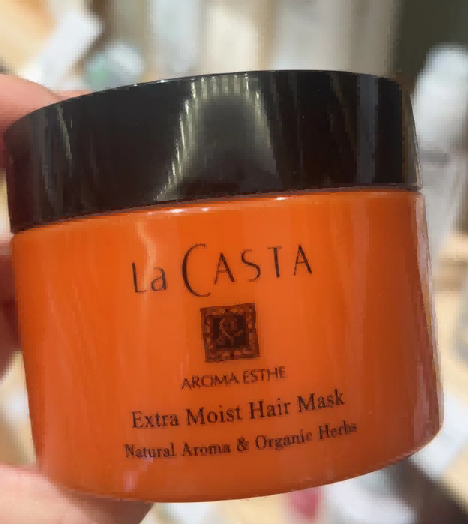 La CASTA
AROMA ESTHE
Extra Moist Hair Mask
Natural Aroma & Organic Herbs